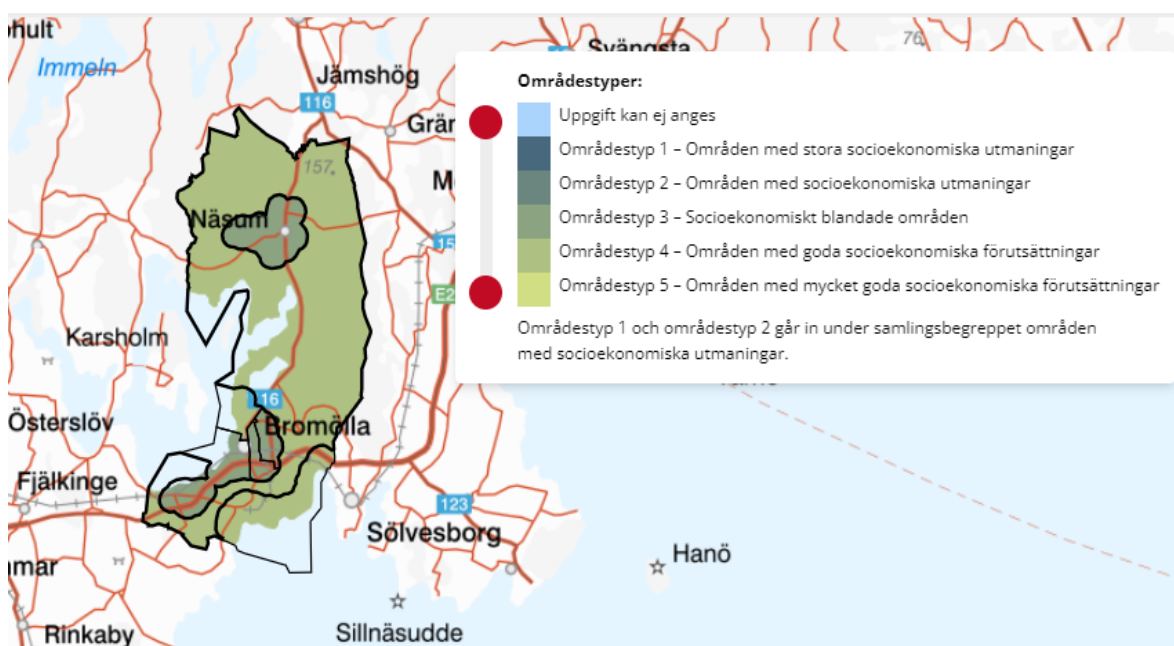 hult
Immeln
Svängsta
76
Jämshög
116
Grän
157
Näsum
Områdestyper:
Uppgift kan ej anges
Områdestyp 1 – Områden med stora socioekonomiska utmaningar
Områdestyp 2 – Områden med socioekonomiska utmaningar
Områdestyp 3 – Socioekonomiskt blandade områden
Områdestyp 4 – Områden med goda socioekonomiska förutsättningar
Områdestyp 5 – Områden med mycket goda socioekonomiska förutsättningar
Områdestyp 1 och områdestyp 2 går in under samlingsbegreppet områden
med socioekonomiska utmaningar.
M
15
E2
Karsholm
116
Österslöv
Bromölla
Fjälkinge
123
Sölvesborg
Hanö
mar
Sillnäsudde
Rinkaby